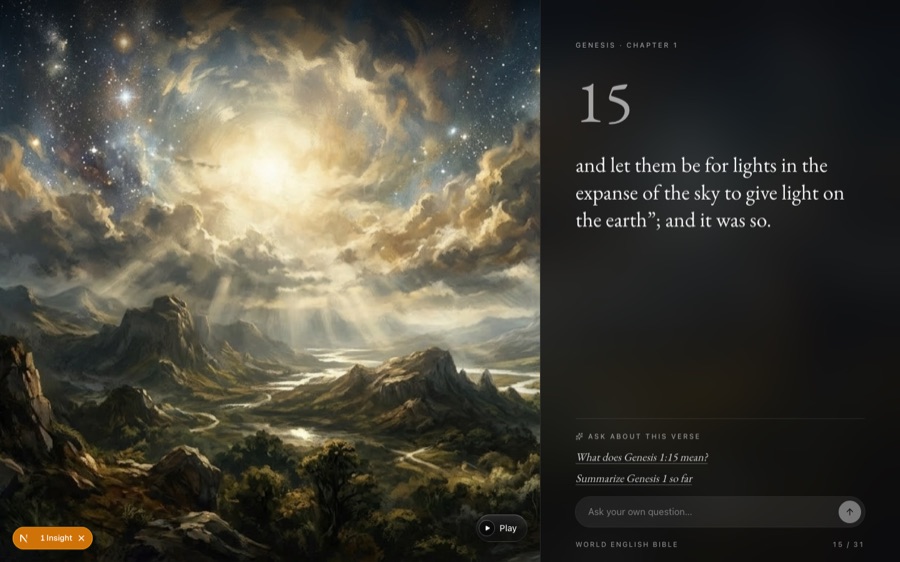 GENESIS · CHAPTER 1
15
and let them be for lights in the
expanse of the sky to give light on
the earth”; and it was so.
ASK ABOUT THIS VERSE
What does Genesis 1:15 mean?
Summarize Genesis 1 so far
Ask your own question...
WORLD ENGLISH BIBLE
15 / 31
Play
N 1 Insight